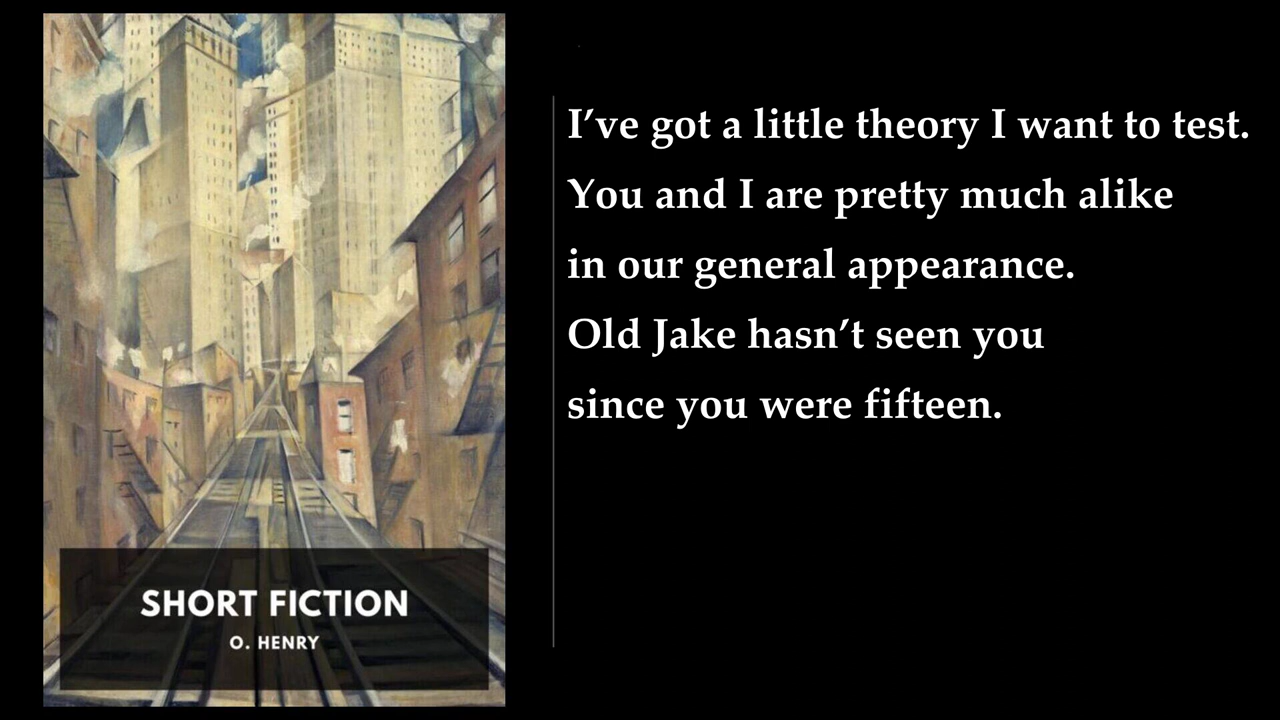 SHORT FICTION
O. HENRY
I’ve got a little theory I want to test.
You and I are pretty much alike
in our general appearance.
Old Jake hasn’t seen you
since you were fifteen.